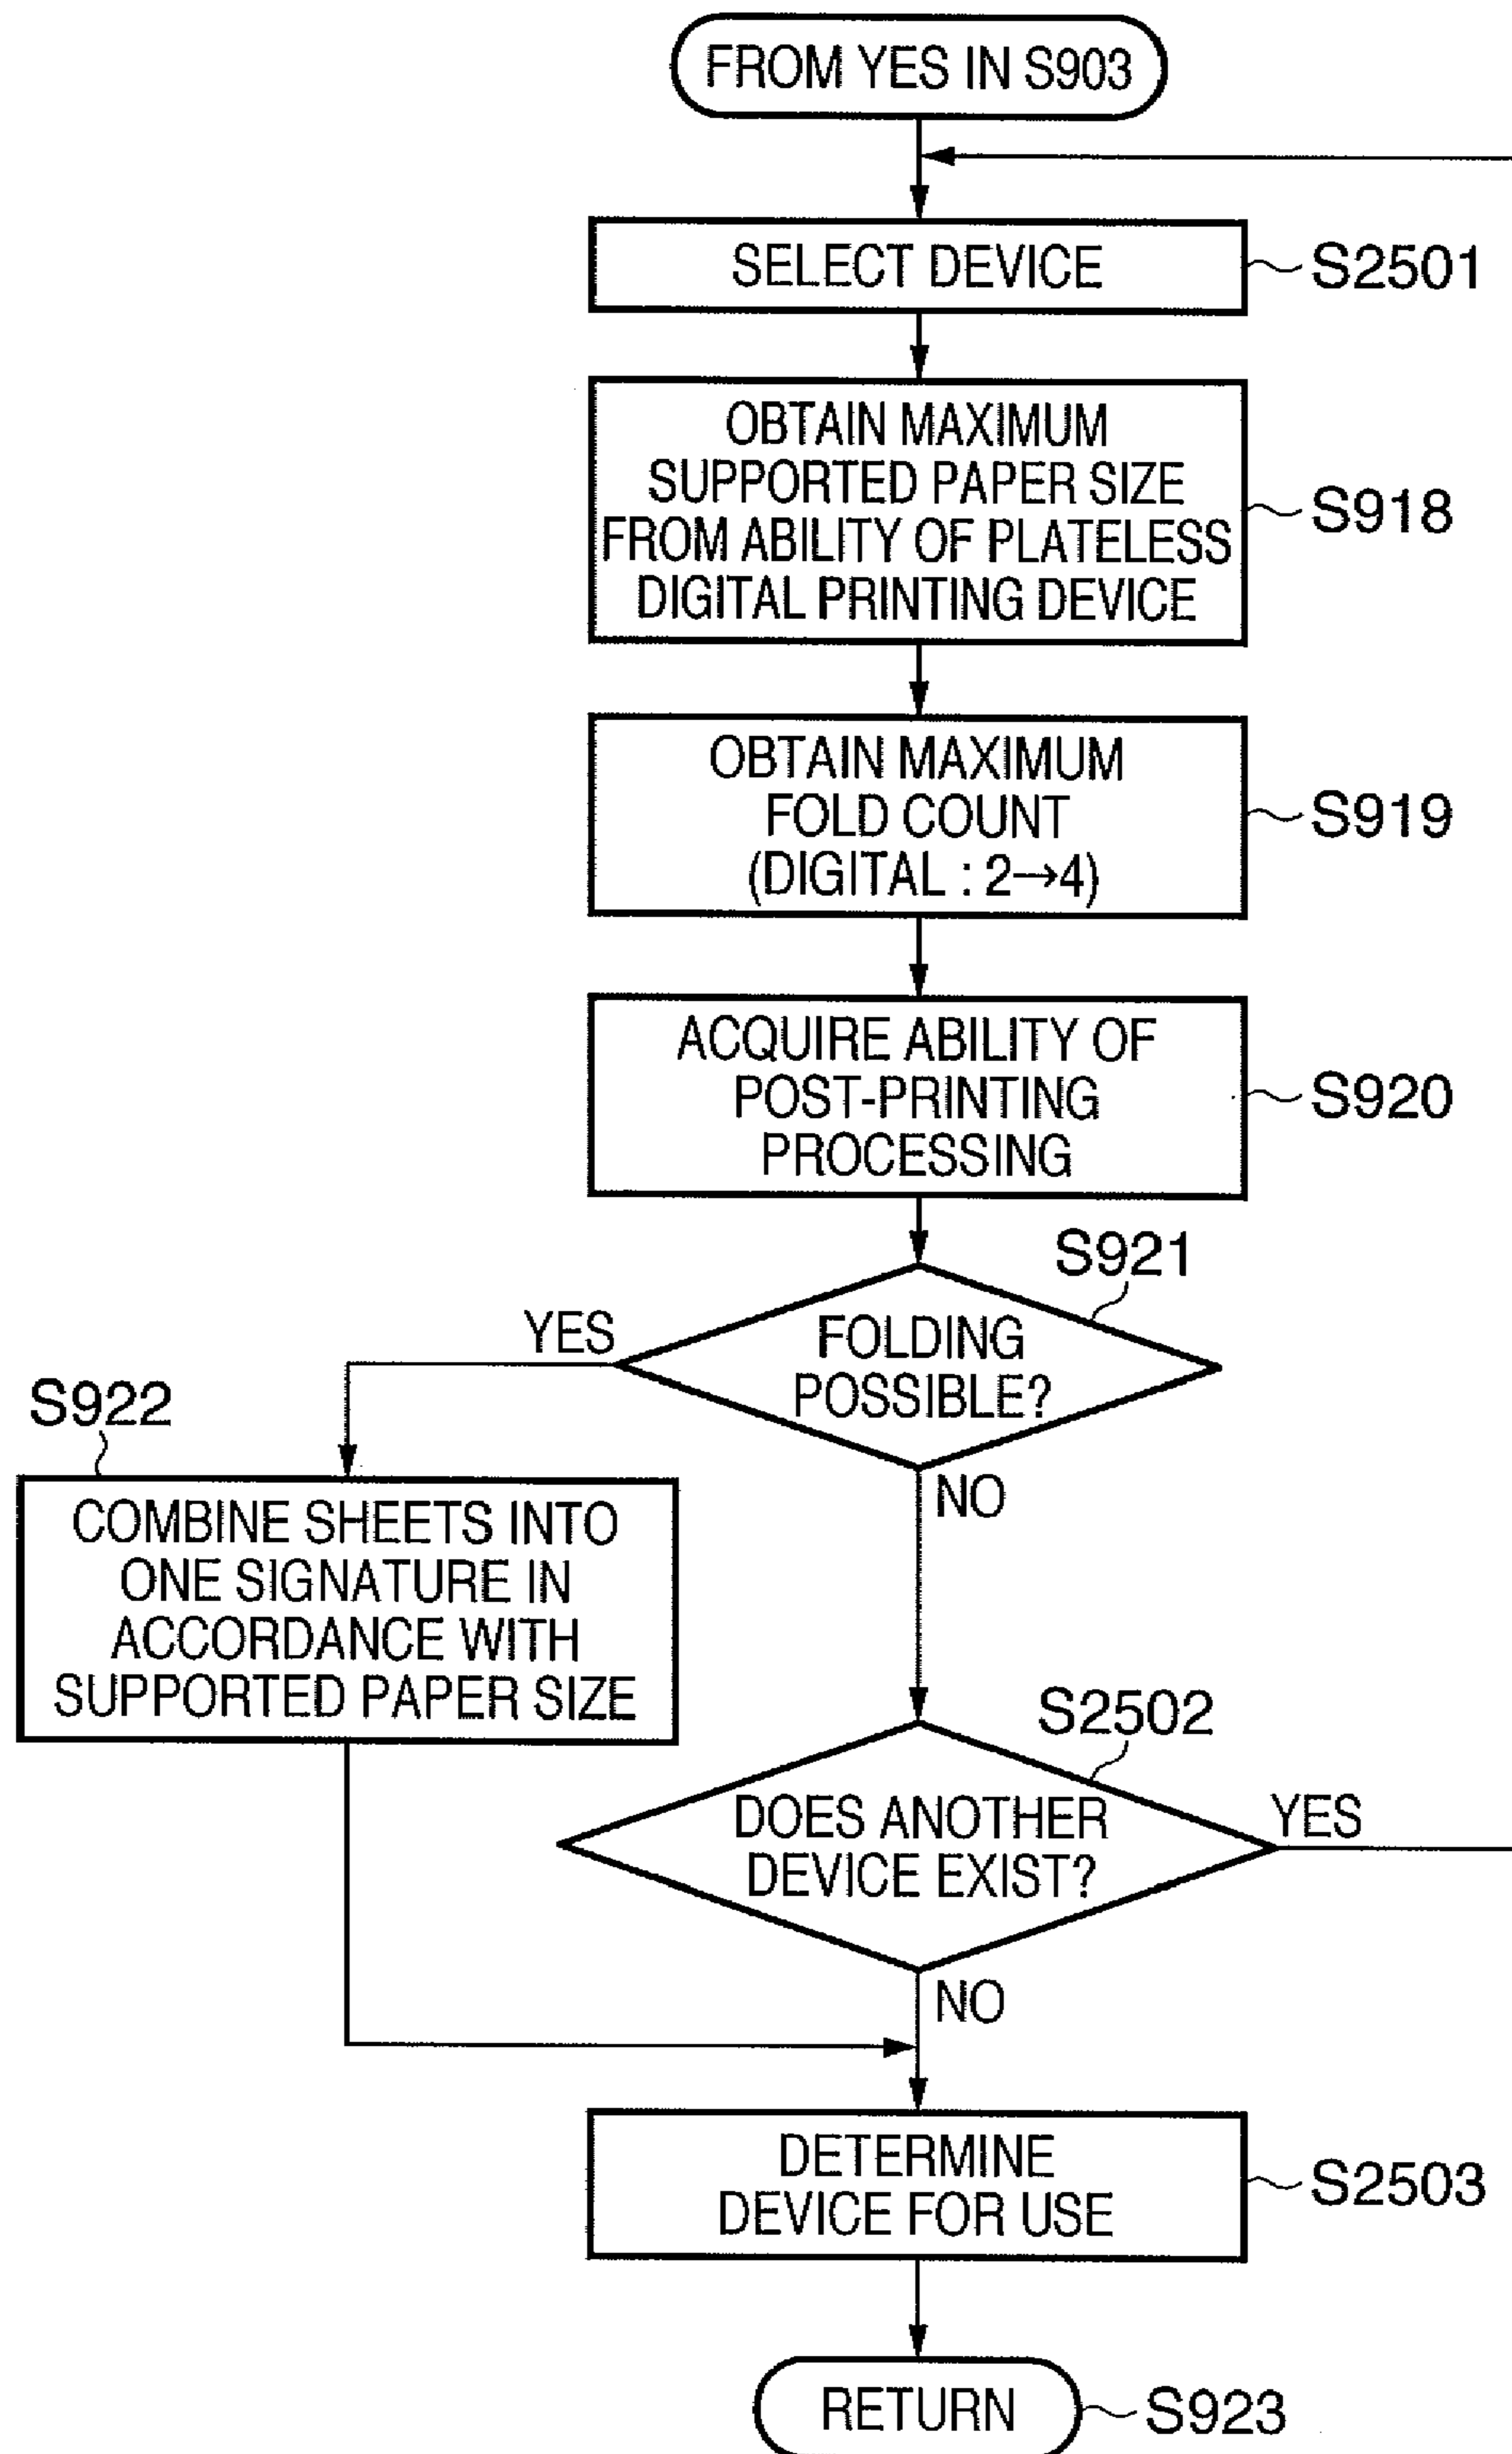 FROM YES IN S903
SELECT DEVICE
S2501
OBTAIN MAXIMUM
SUPPORTED PAPER SIZE
FROM ABILITY OF PLATELESS
DIGITAL PRINTING DEVICE
S918
OBTAIN MAXIMUM
FOLD COUNT
(DIGITAL : 2→4)
S919
ACQUIRE ABILITY OF
POST-PRINTING
PROCESSING
S920
S921
FOLDING
POSSIBLE?
YES
NO
S922
COMBINE SHEETS INTO
ONE SIGNATURE IN
ACCORDANCE WITH
SUPPORTED PAPER SIZE
S2502
DOES ANOTHER
DEVICE EXIST?
YES
NO
DETERMINE
DEVICE FOR USE
S2503
RETURN
S923